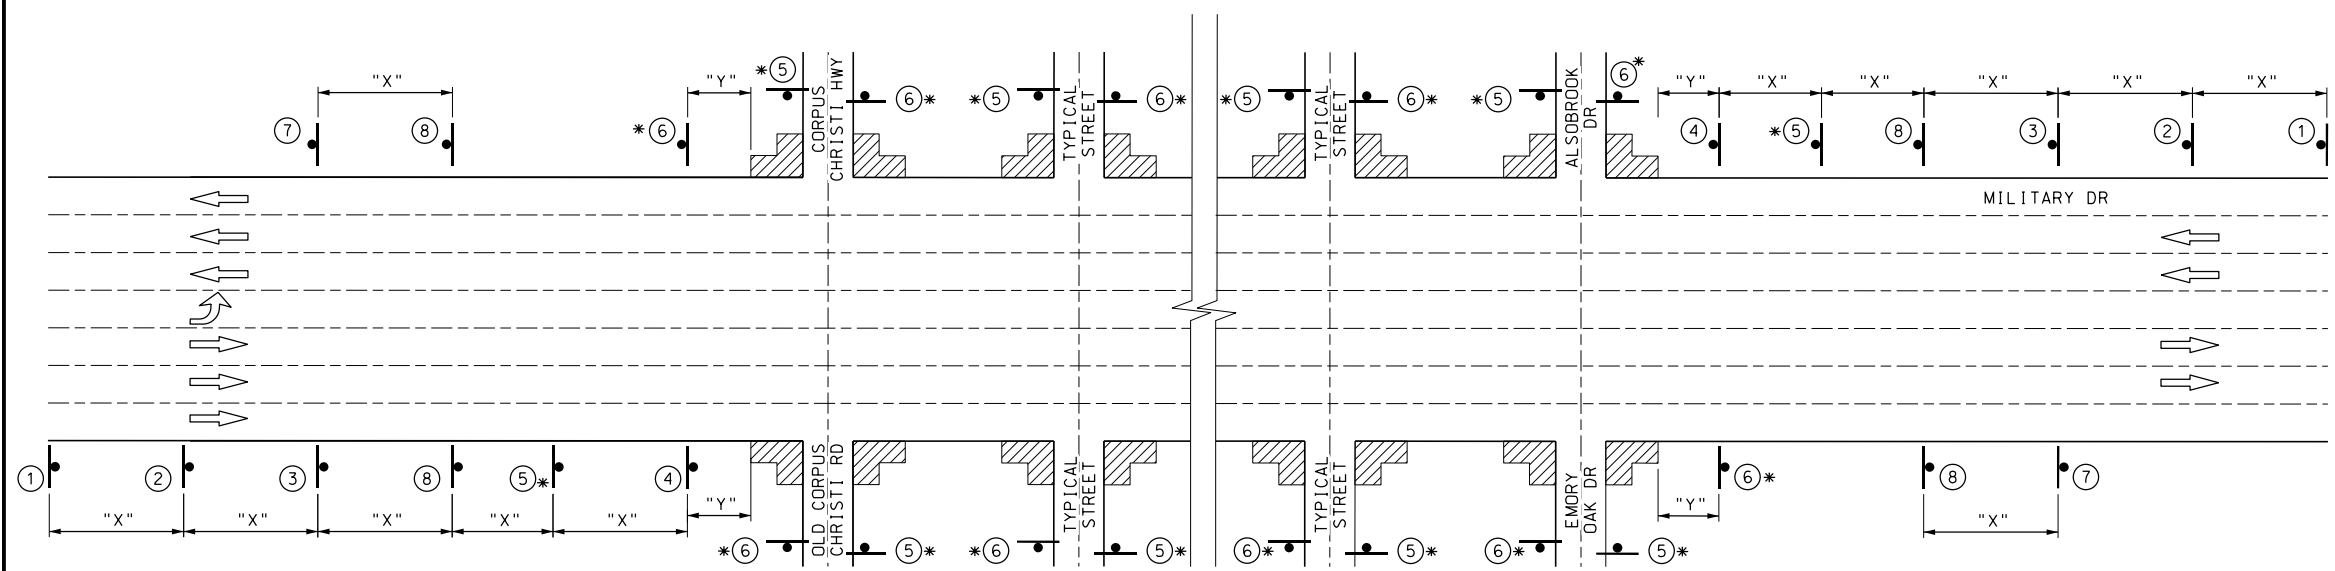 "X" "Y" *5 CORPUS CHRISTI HWY 6* *5 TYPICAL STREET 6* *5 TYPICAL STREET 6* *5 ALSOBROOK DR 6* "Y" "X" "X" "X" "X" "X"
7 8 *6 4 *5 8 3 2 1
MILITARY DR
1 2 3 8 5* 4 6* 8 7
"X" "X" "X" "X" "X" "Y" "Y" "X"
*6 OLD CORPUS CHRISTI RD 5* *6 TYPICAL STREET 5* 6* TYPICAL STREET 5* 6* EMORY OAK DR 5*